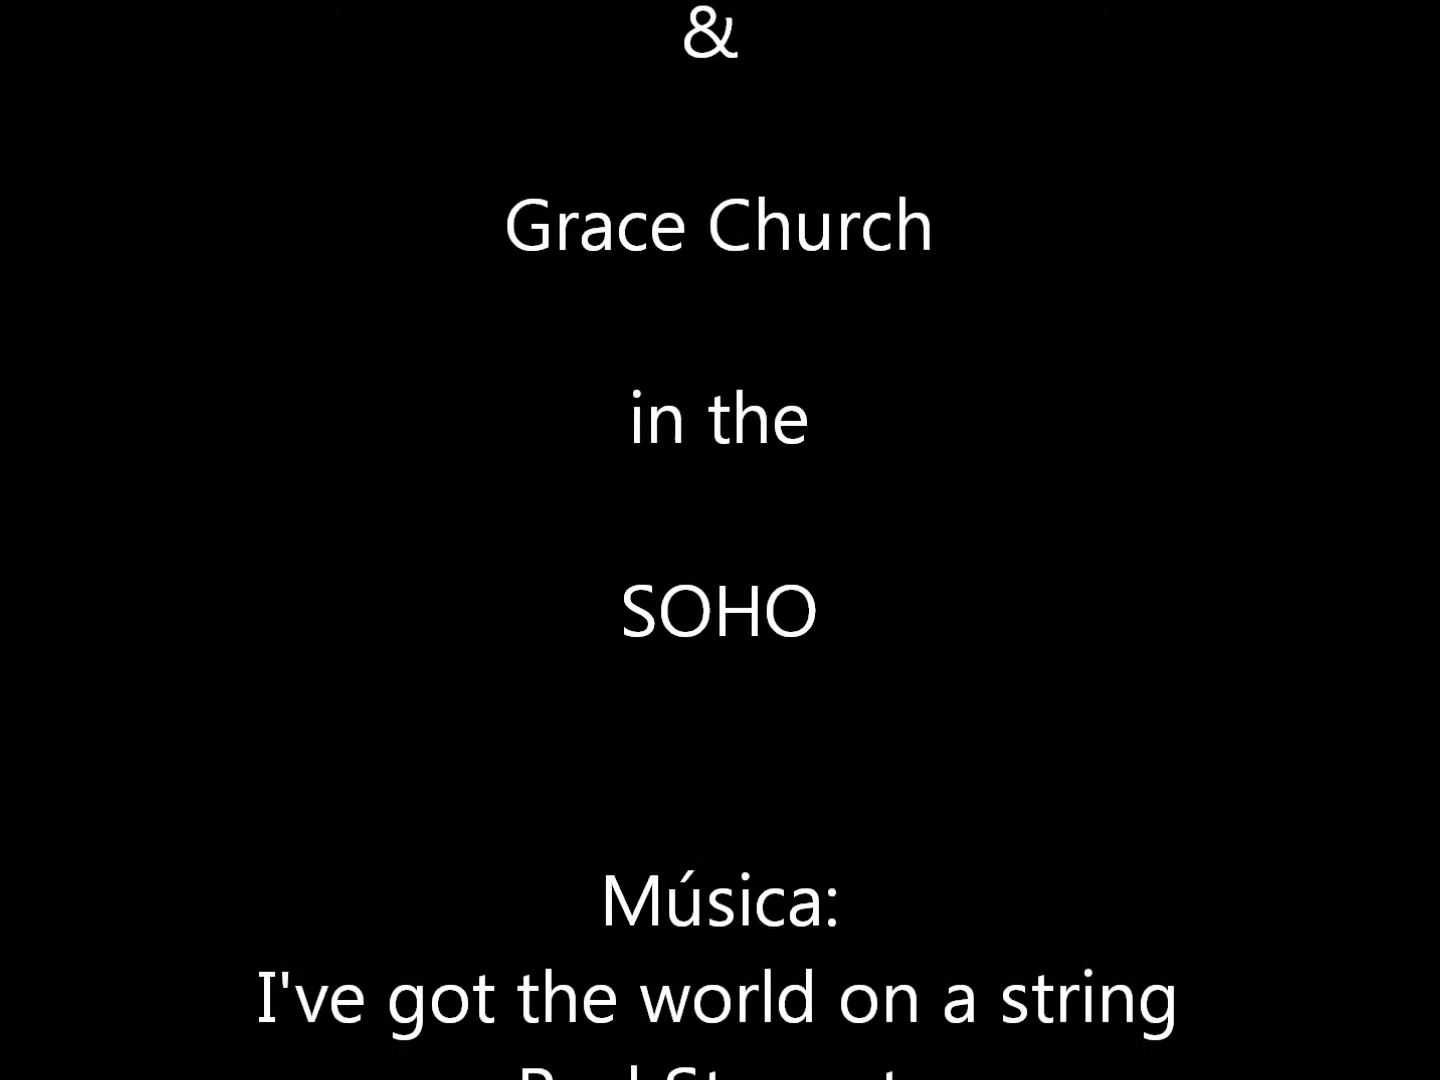 &
Grace Church
in the
SOHO
Música:
I've got the world on a string